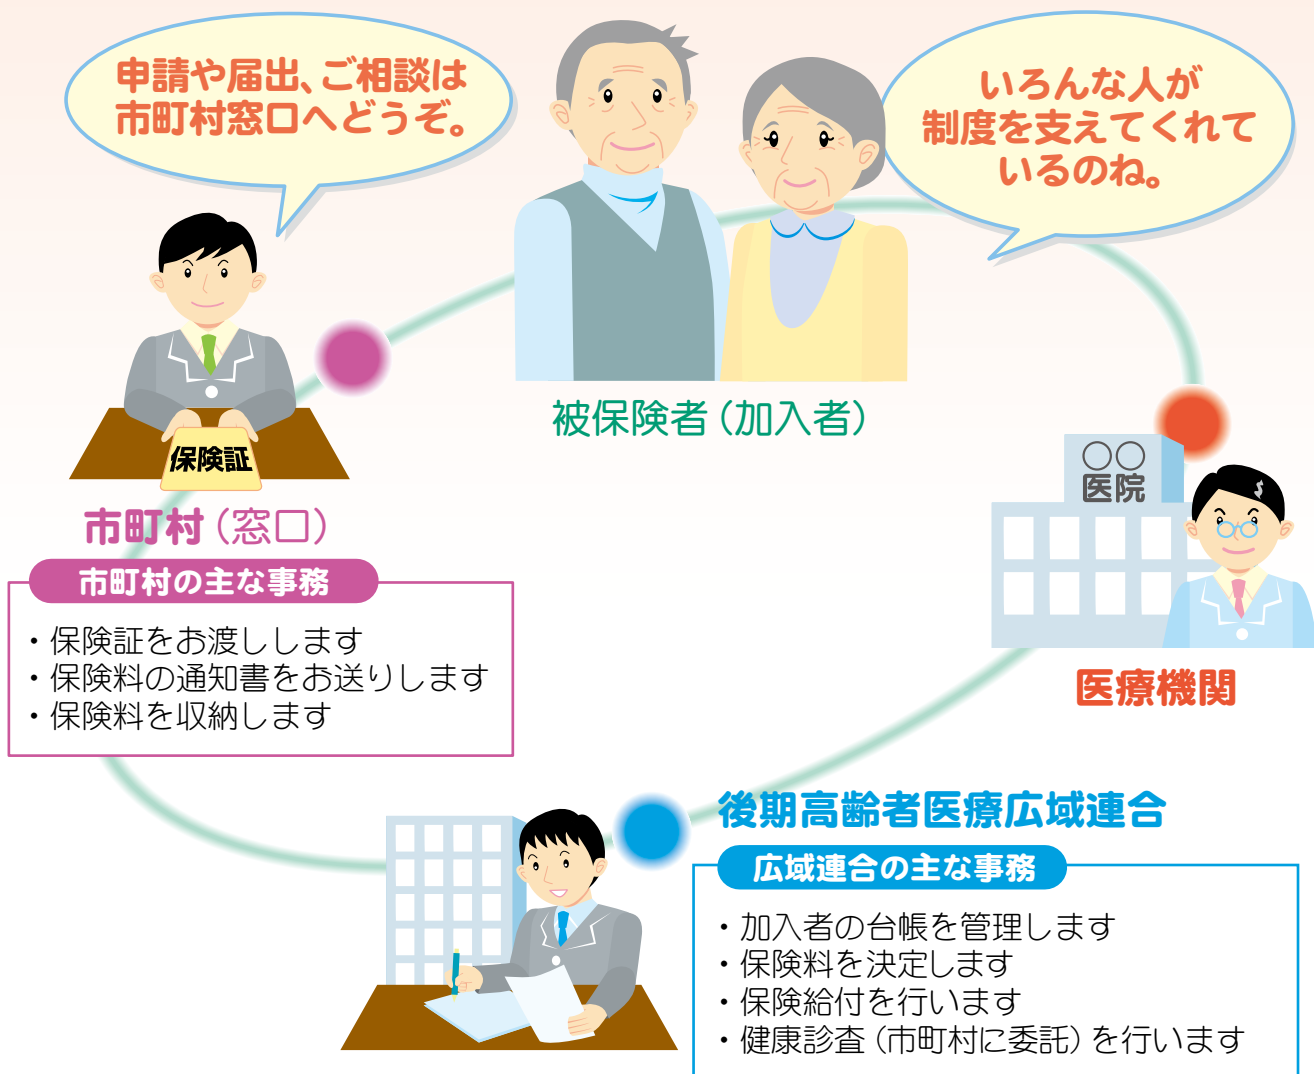 申請や届出、ご相談は
市町村窓口へどうぞ。
いろんな人が
制度を支えてくれて
いるのね。
被保険者（加入者）
保険証
市町村（窓口）
市町村の主な事務
・保険証をお渡しします
・保険料の通知書をお送りします
・保険料を収納します
〇〇
医院
医療機関
後期高齢者医療広域連合
広域連合の主な事務
・加入者の台帳を管理します
・保険料を決定します
・保険給付を行います
・健康診査（市町村に委託）を行います